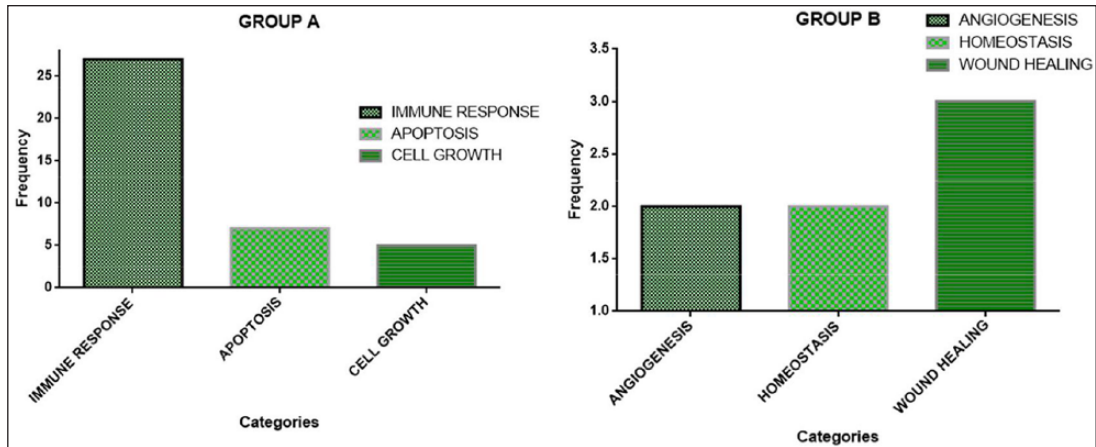 GROUP A
25
20
15
10
5
0
Frequency
IMMUNE RESPONSE
APOPTOSIS
CELL GROWTH
IMMUNE RESPONSE
APOPTOSIS
CELL GROWTH
Categories
GROUP B
ANGIOGENESIS
HOMEOSTASIS
WOUND HEALING
3.5
3.0
2.5
2.0
1.5
1.0
Frequency
ANGIOGENESIS
HOMEOSTASIS
WOUND HEALING
Categories